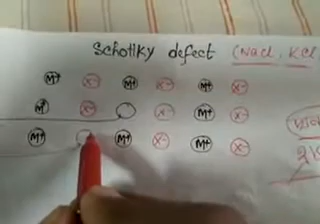 Schottky defect (NaCl, KCl
M+ X- M+ X- M+ X-
M+ X- X- M+ X-
M+ M+ X- M+ X-